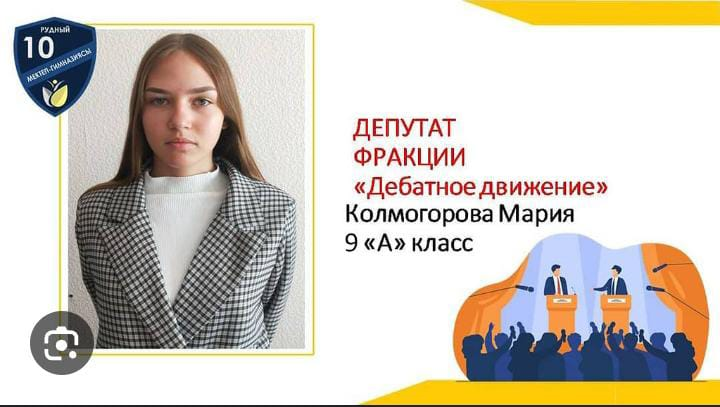 РУДНЫЙ
10
МЕКТЕП-ГИМНАЗИЯСЫ
ДЕПУТАТ
ФРАКЦИИ
«Дебатное движение»
Колмогорова Мария
9 «А» класс